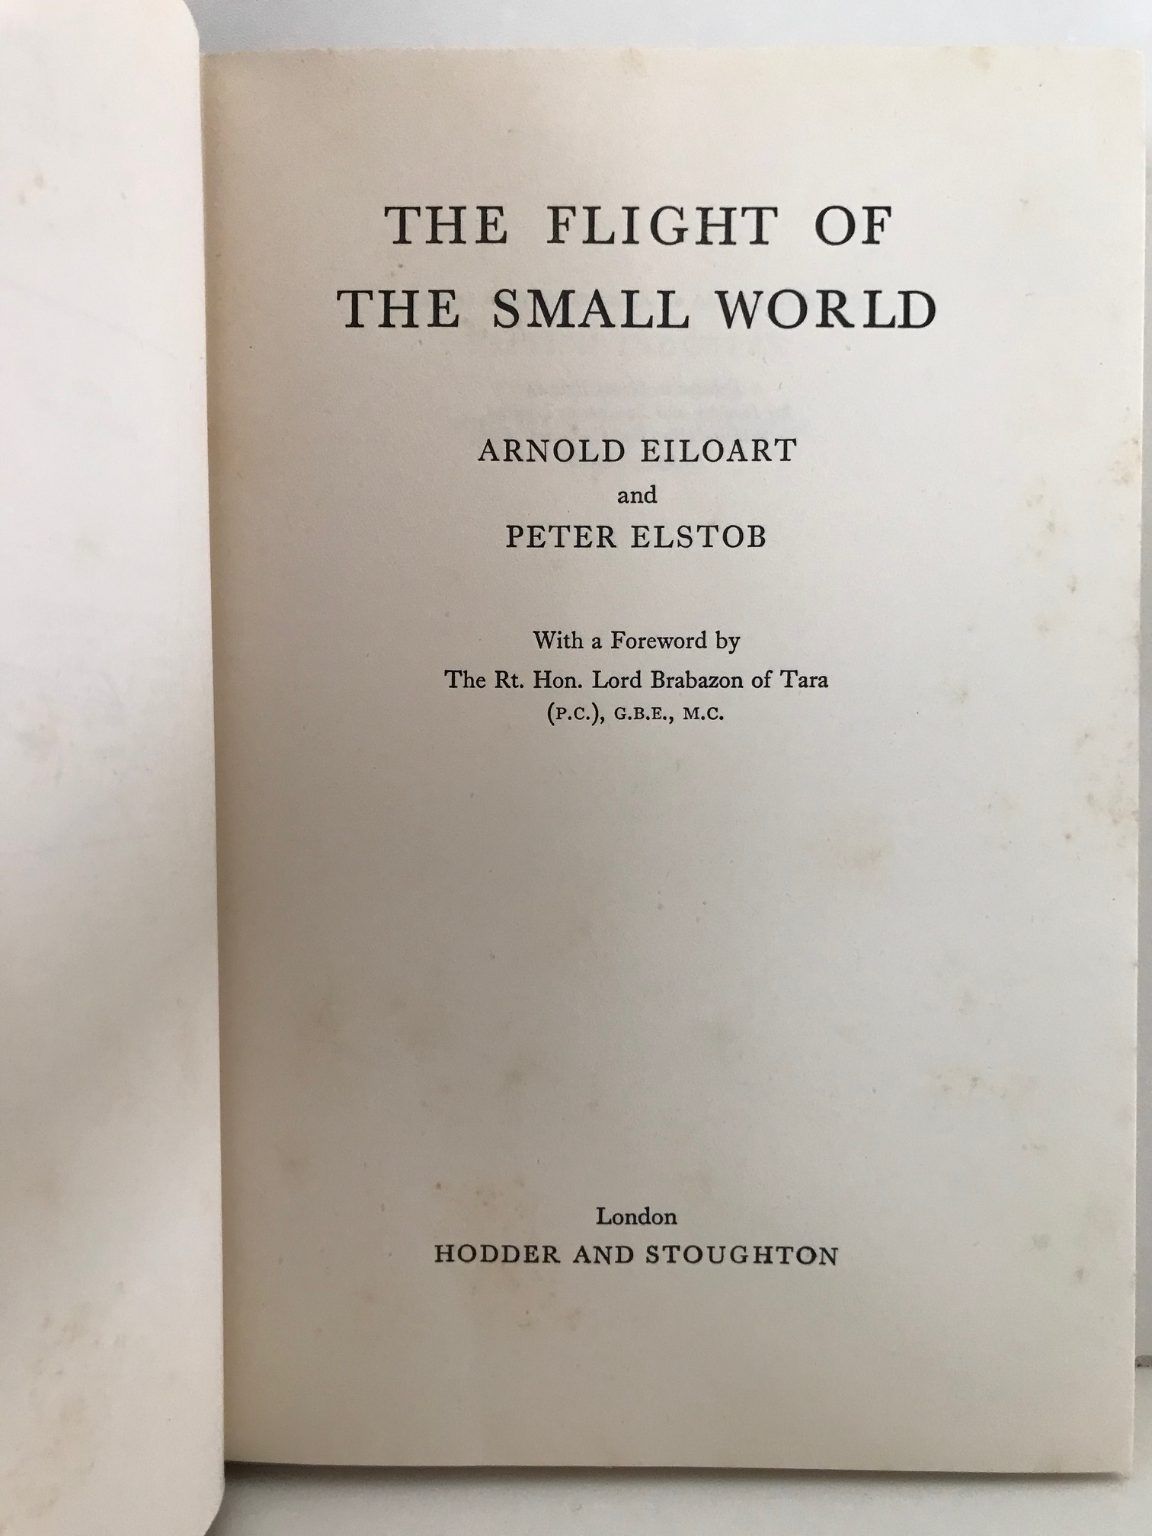 THE FLIGHT OF
THE SMALL WORLD
ARNOLD EILOART
and
PETER ELSTOB
With a Foreword by
The Rt. Hon. Lord Brabazon of Tara
(P.C.), G.B.E., M.C.
London
HODDER AND STOUGHTON